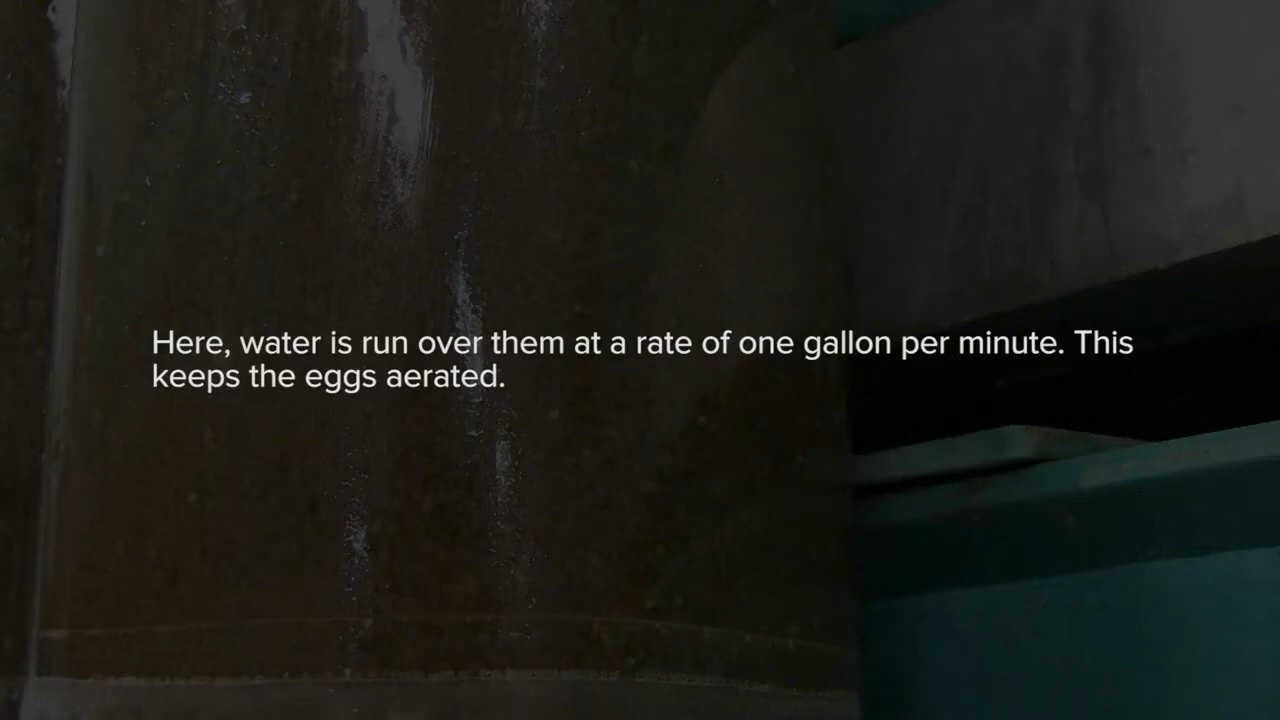 Here, water is run over them at a rate of one gallon per minute. This
keeps the eggs aerated.